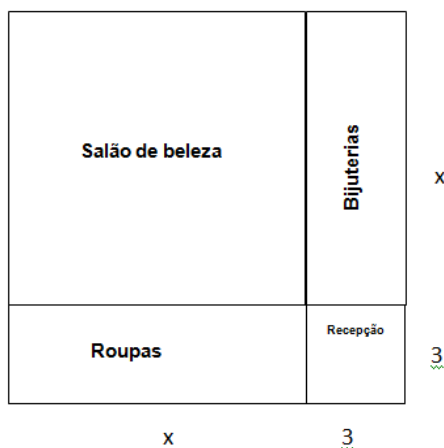 Salão de beleza
Bijuterias
x
Roupas
Recepção
3
x
3